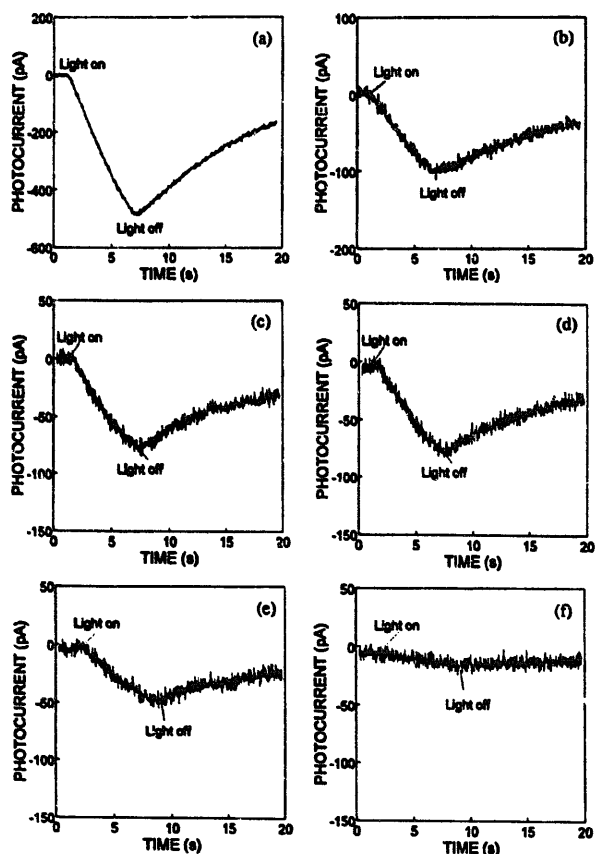 (a)
PHOTOCURRENT (pA)
200
0
-200
-400
-600
Light on
Light off
0 5 10 15 20
TIME (s)
(b)
PHOTOCURRENT (pA)
100
0
-100
-200
Light on
Light off
0 5 10 15 20
TIME (s)
(c)
PHOTOCURRENT (pA)
50
0
-50
-100
-150
Light on
Light off
0 5 10 15 20
TIME (s)
(d)
PHOTOCURRENT (pA)
50
0
-50
-100
-150
Light on
Light off
0 5 10 15 20
TIME (s)
(e)
PHOTOCURRENT (pA)
50
0
-50
-100
-150
Light on
Light off
0 5 10 15 20
TIME (s)
(f)
PHOTOCURRENT (pA)
50
0
-50
-100
-150
Light on
Light off
0 5 10 15 20
TIME (s)